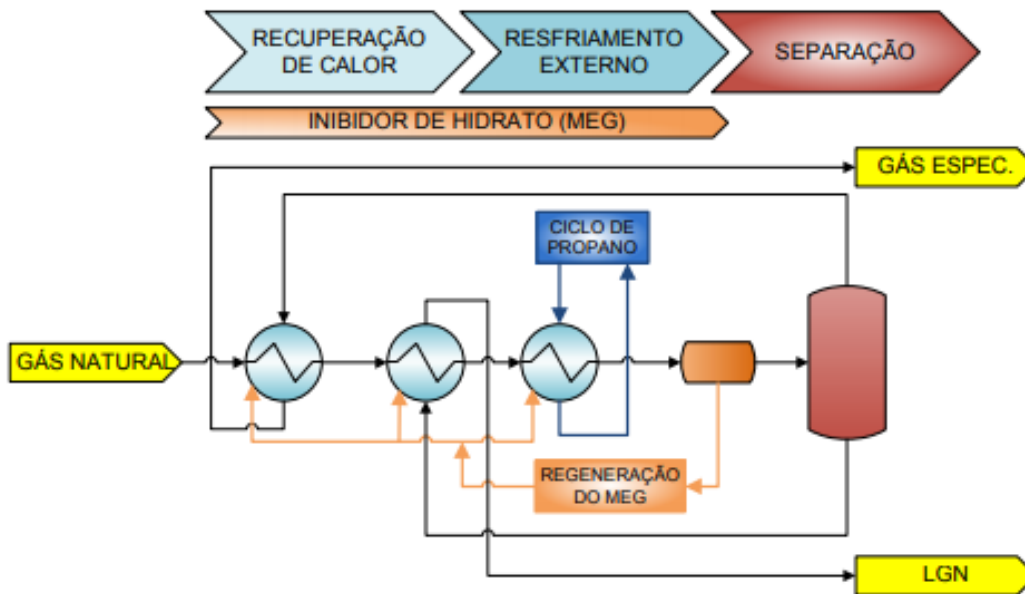 RECUPERAÇÃO
DE CALOR
RESFRIAMENTO
EXTERNO
SEPARAÇÃO
INIBIDOR DE HIDRATO (MEG)
GÁS ESPEC.
CICLO DE
PROPANO
GÁS NATURAL
REGENERAÇÃO
DO MEG
LGN